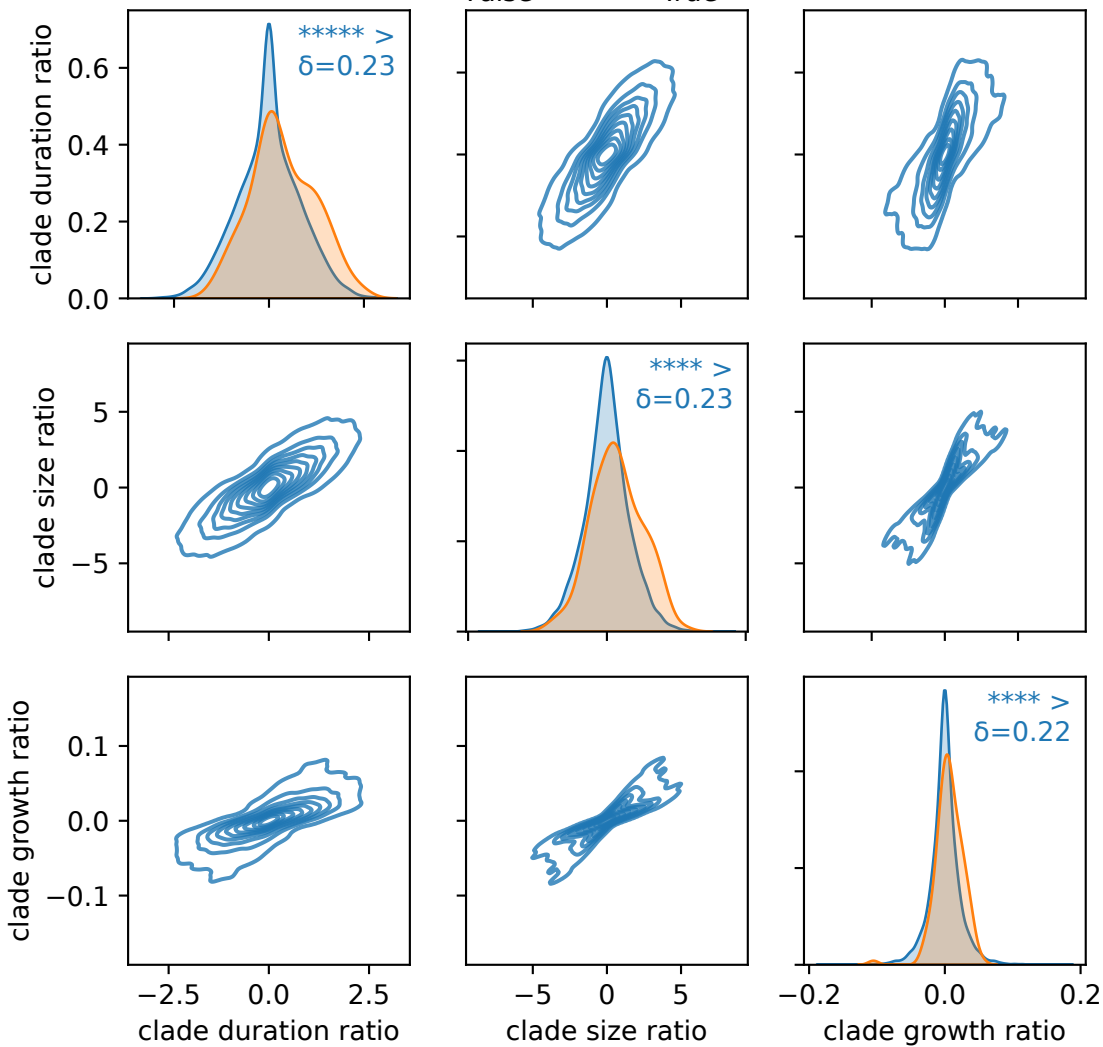 ***** >
δ=0.23
clade duration ratio
0.6
0.4
0.2
0.0
**** >
δ=0.23
clade size ratio
5
0
−5
**** >
δ=0.22
clade growth ratio
0.1
0.0
−0.1
−2.5 0.0 2.5
−5 0 5
−0.2 0.0 0.2
clade duration ratio
clade size ratio
clade growth ratio